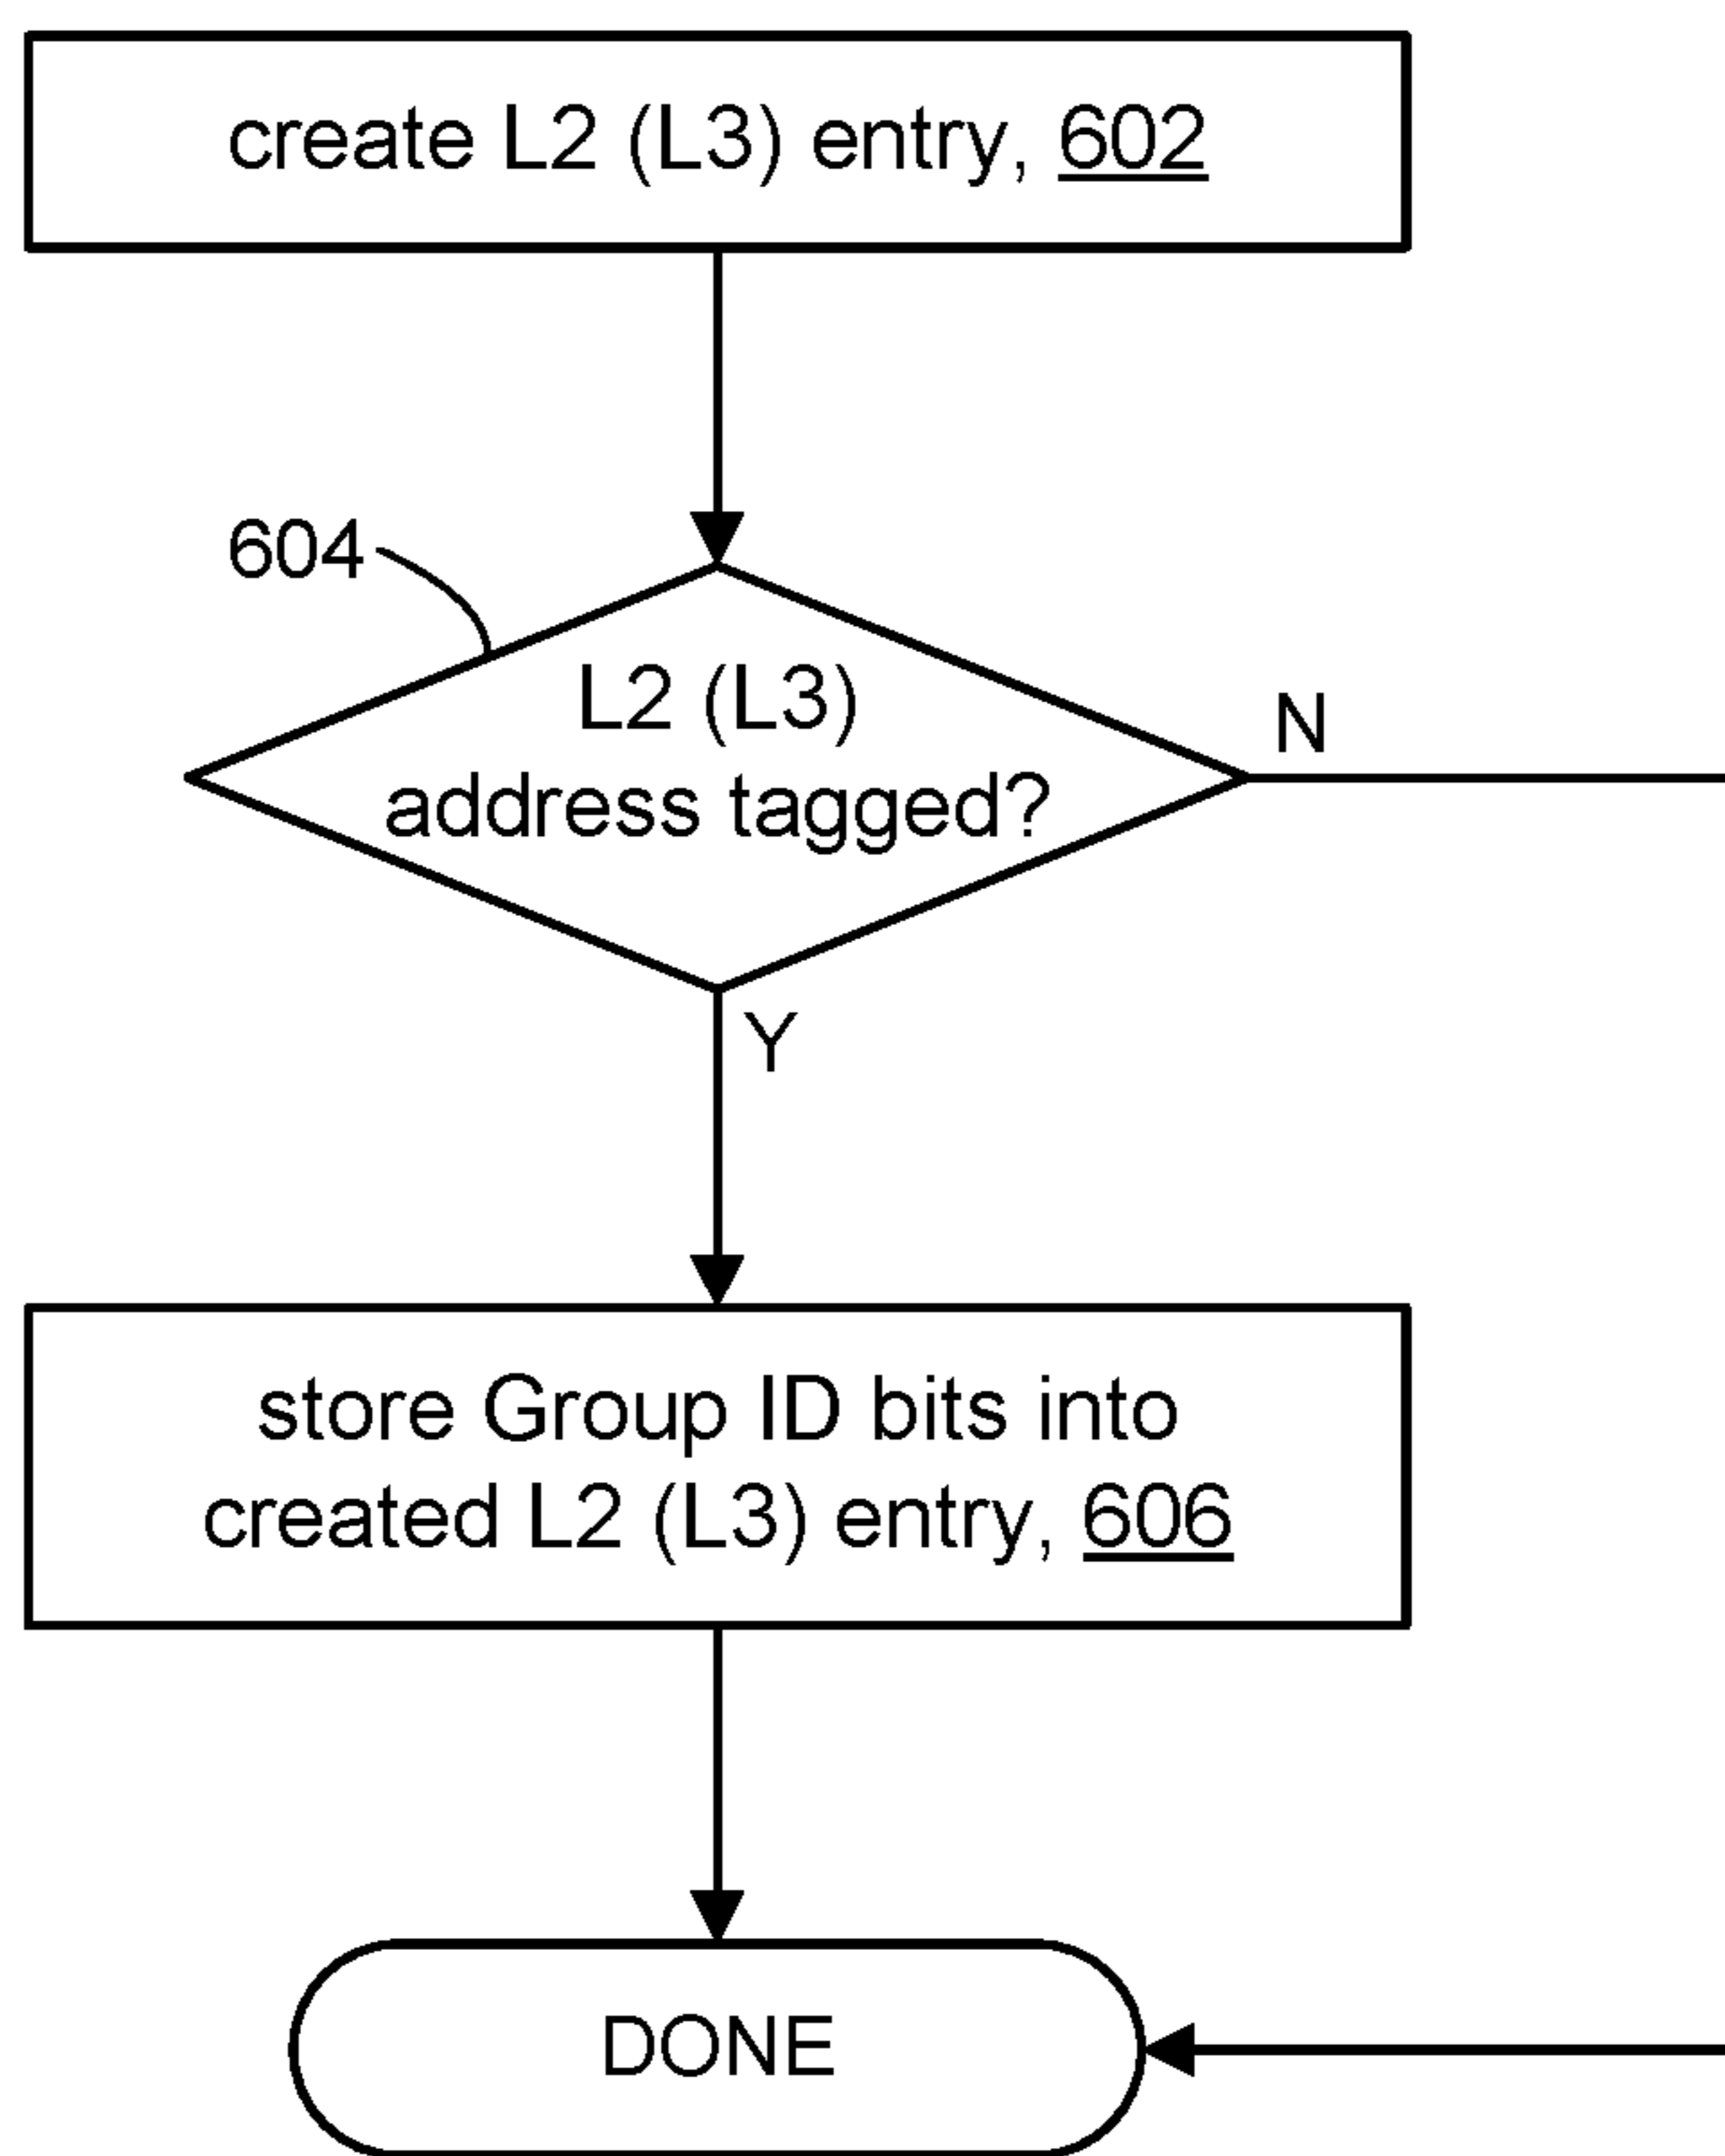 create L2 (L3) entry, 602
604
L2 (L3)
address tagged?
N
Y
store Group ID bits into
created L2 (L3) entry, 606
DONE